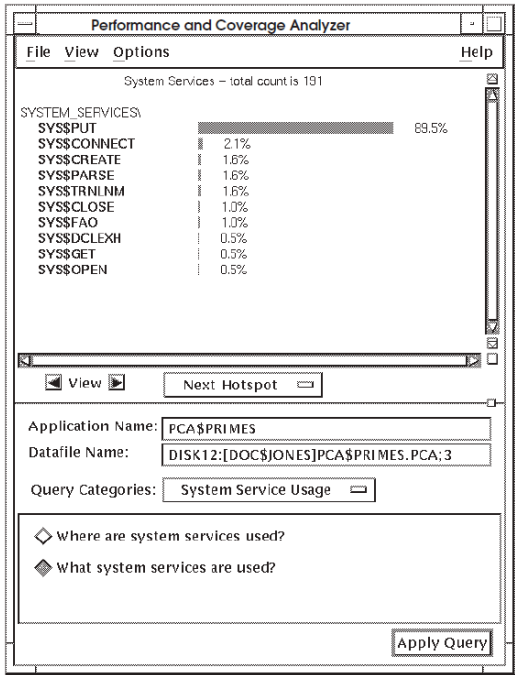 Performance and Coverage Analyzer
File View Options Help
System Services – total count is 191
SYSTEM_SERVICES\
SYS$PUT 89.5%
SYS$CONNECT 2.1%
SYS$CREATE 1.6%
SYS$PARSE 1.6%
SYS$TRNLNM 1.6%
SYS$CLOSE 1.0%
SYS$FAO 1.0%
SYS$DCLEXH 0.5%
SYS$GET 0.5%
SYS$OPEN 0.5%
View Next Hotspot
Application Name: PCA$PRIMES
Datafile Name: DISK12:[DOC$JONES]PCA$PRIMES.PCA;3
Query Categories: System Service Usage
Where are system services used?
What system services are used?
Apply Query